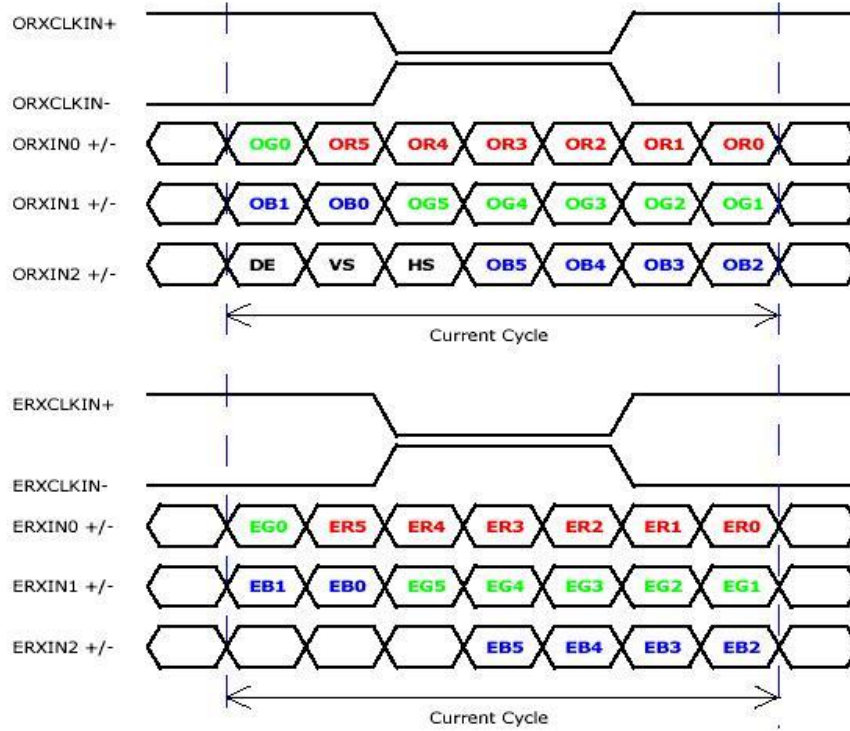 ORXCLKIN+
ORXCLKIN-
ORXIN0 +/- OG0 OR5 OR4 OR3 OR2 OR1 OR0
ORXIN1 +/- OB1 OB0 OG5 OG4 OG3 OG2 OG1
ORXIN2 +/- DE VS HS OB5 OB4 OB3 OB2
Current Cycle
ERXCLKIN+
ERXCLKIN-
ERXIN0 +/- EG0 ER5 ER4 ER3 ER2 ER1 ER0
ERXIN1 +/- EB1 EB0 EG5 EG4 EG3 EG2 EG1
ERXIN2 +/- EB5 EB4 EB3 EB2
Current Cycle